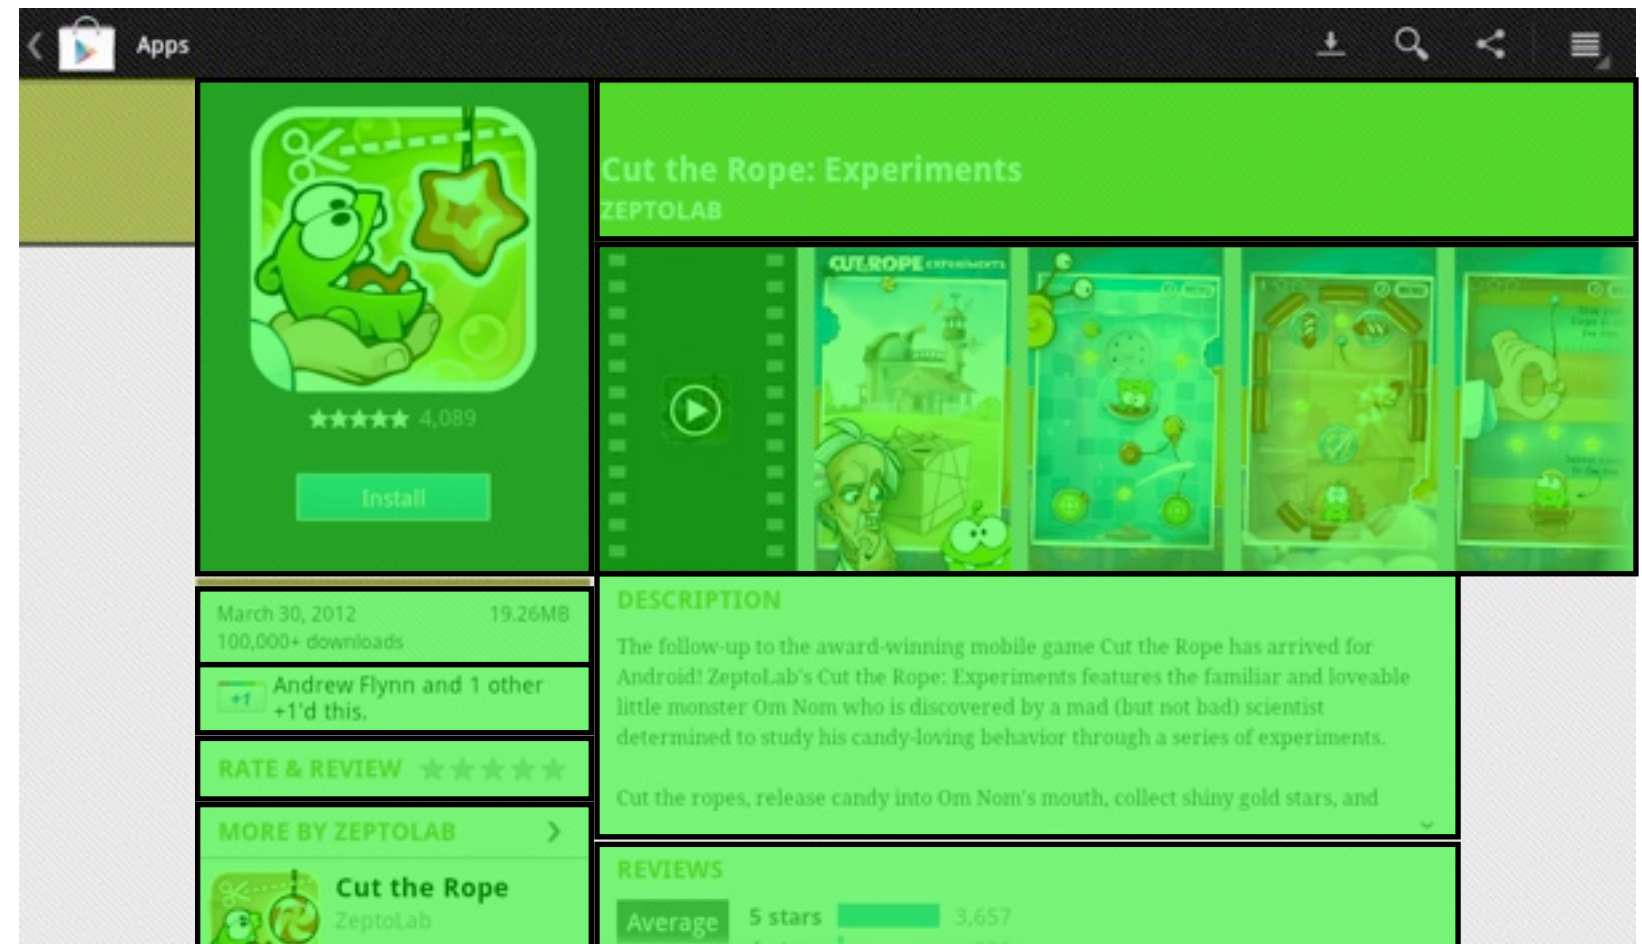 Apps
Cut the Rope: Experiments
ZEPTOLAB
4,089
Install
CUT THE ROPE EXPERIMENTS
March 30, 2012 19.26MB
100,000+ downloads
+1 Andrew Flynn and 1 other
+1'd this.
RATE & REVIEW
MORE BY ZEPTOLAB
Cut the Rope
ZeptoLab
DESCRIPTION
The follow-up to the award-winning mobile game Cut the Rope has arrived for
Android! ZeptoLab's Cut the Rope: Experiments features the familiar and loveable
little monster Om Nom who is discovered by a mad (but not bad) scientist
determined to study his candy-loving behavior through a series of experiments.
Cut the ropes, release candy into Om Nom's mouth, collect shiny gold stars, and
REVIEWS
Average
5 stars 3,657